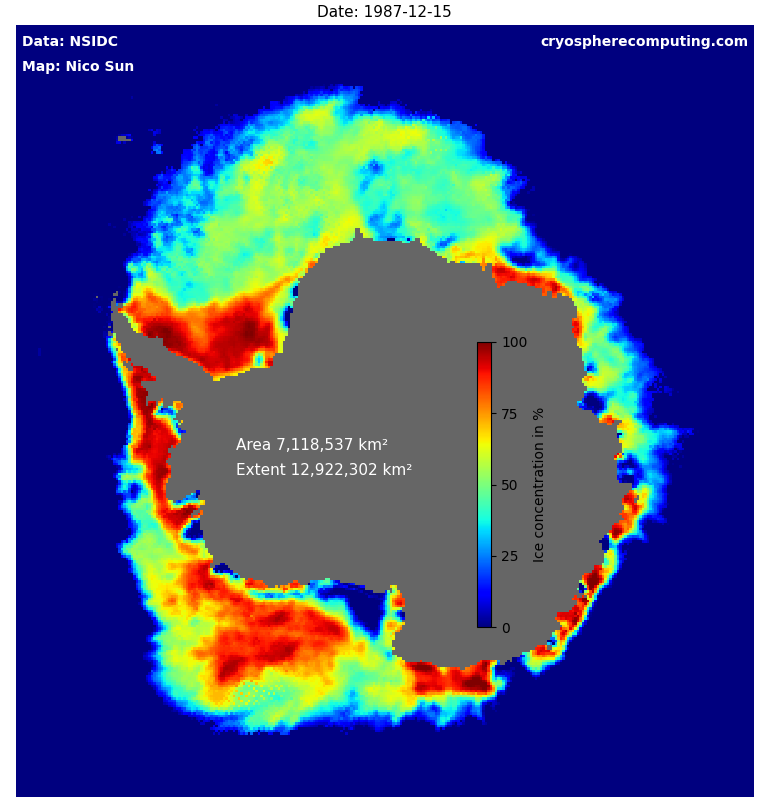 Date: 1987-12-15
Data: NSIDC
cryospherecomputing.com
Map: Nico Sun
100
75
50
25
0
Ice concentration in %
Area 7,118,537 km²
Extent 12,922,302 km²